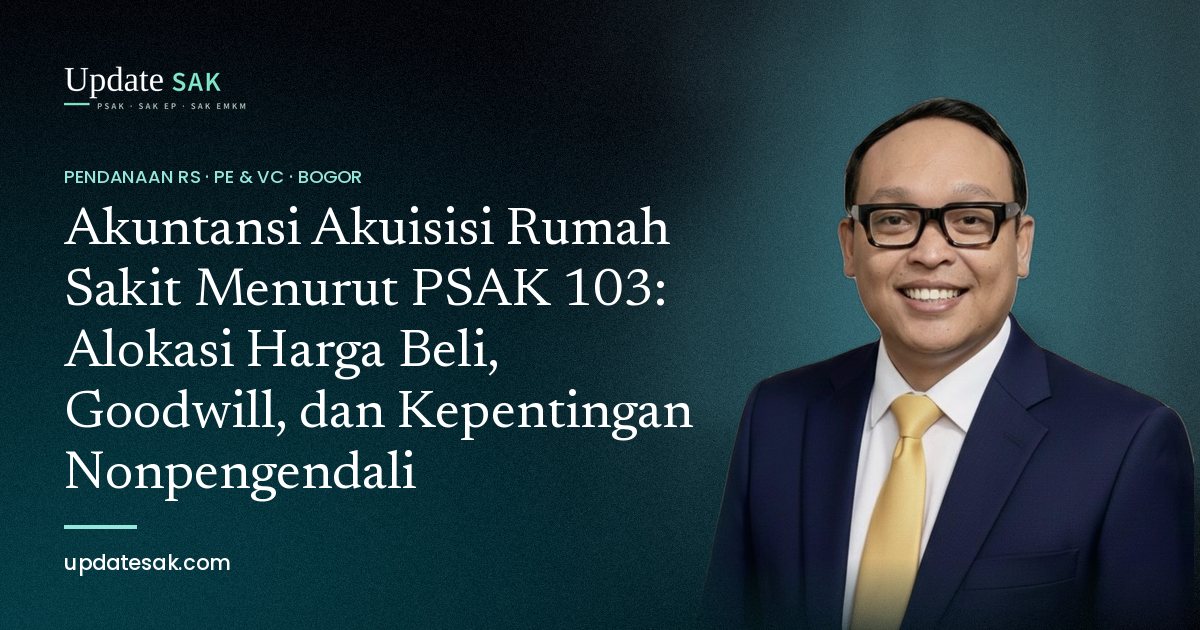 Update SAK
PSAK · SAK EP · SAK EMKM
PENDANAAN RS · PE & VC · BOGOR
Akuntansi Akuisisi Rumah
Sakit Menurut PSAK 103:
Alokasi Harga Beli,
Goodwill, dan Kepentingan
Nonpengendali
updatesak.com